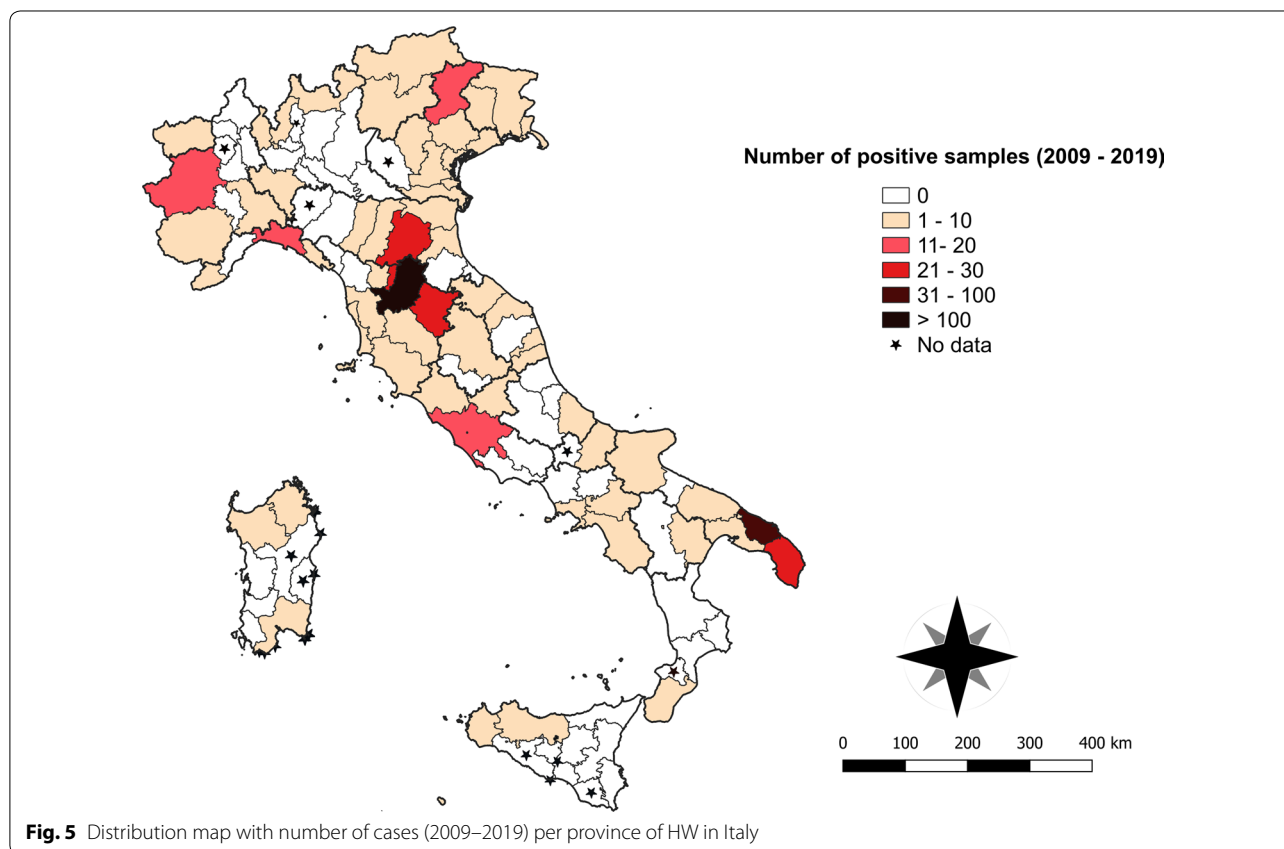 Number of positive samples (2009 - 2019)
0
1 - 10
11- 20
21 - 30
31 - 100
> 100
No data
0 100 200 300 400 km
Fig. 5 Distribution map with number of cases (2009–2019) per province of HW in Italy